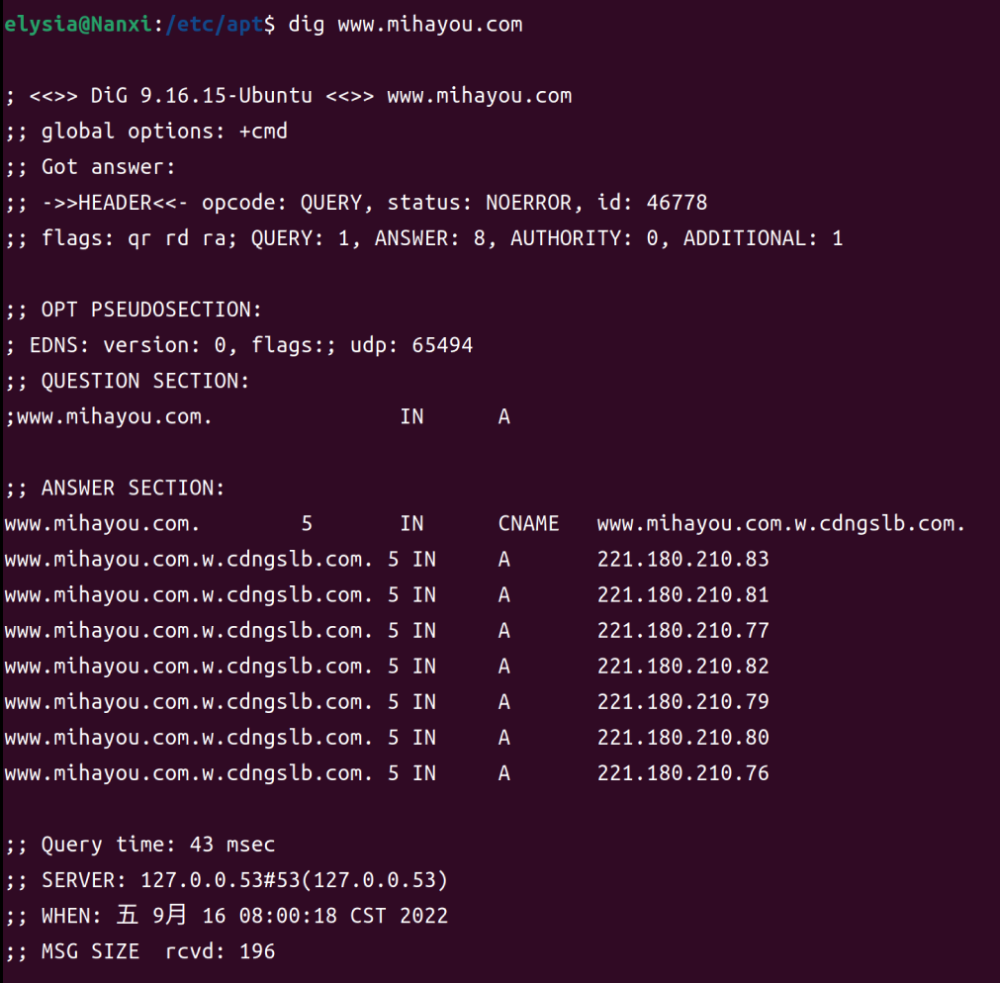 elysia@Nanxi:/etc/apt$ dig www.mihayou.com
; <<>> DiG 9.16.15-Ubuntu <<>> www.mihayou.com
;; global options: +cmd
;; Got answer:
;; ->>HEADER<<- opcode: QUERY, status: NOERROR, id: 46778
;; flags: qr rd ra; QUERY: 1, ANSWER: 8, AUTHORITY: 0, ADDITIONAL: 1
;; OPT PSEUDOSECTION:
; EDNS: version: 0, flags:; udp: 65494
;; QUESTION SECTION:
;www.mihayou.com. IN A
;; ANSWER SECTION:
www.mihayou.com. 5 IN CNAME www.mihayou.com.w.cdngslb.com.
www.mihayou.com.w.cdngslb.com. 5 IN A 221.180.210.83
www.mihayou.com.w.cdngslb.com. 5 IN A 221.180.210.81
www.mihayou.com.w.cdngslb.com. 5 IN A 221.180.210.77
www.mihayou.com.w.cdngslb.com. 5 IN A 221.180.210.82
www.mihayou.com.w.cdngslb.com. 5 IN A 221.180.210.79
www.mihayou.com.w.cdngslb.com. 5 IN A 221.180.210.80
www.mihayou.com.w.cdngslb.com. 5 IN A 221.180.210.76
;; Query time: 43 msec
;; SERVER: 127.0.0.53#53(127.0.0.53)
;; WHEN: 五 9月 16 08:00:18 CST 2022
;; MSG SIZE  rcvd: 196